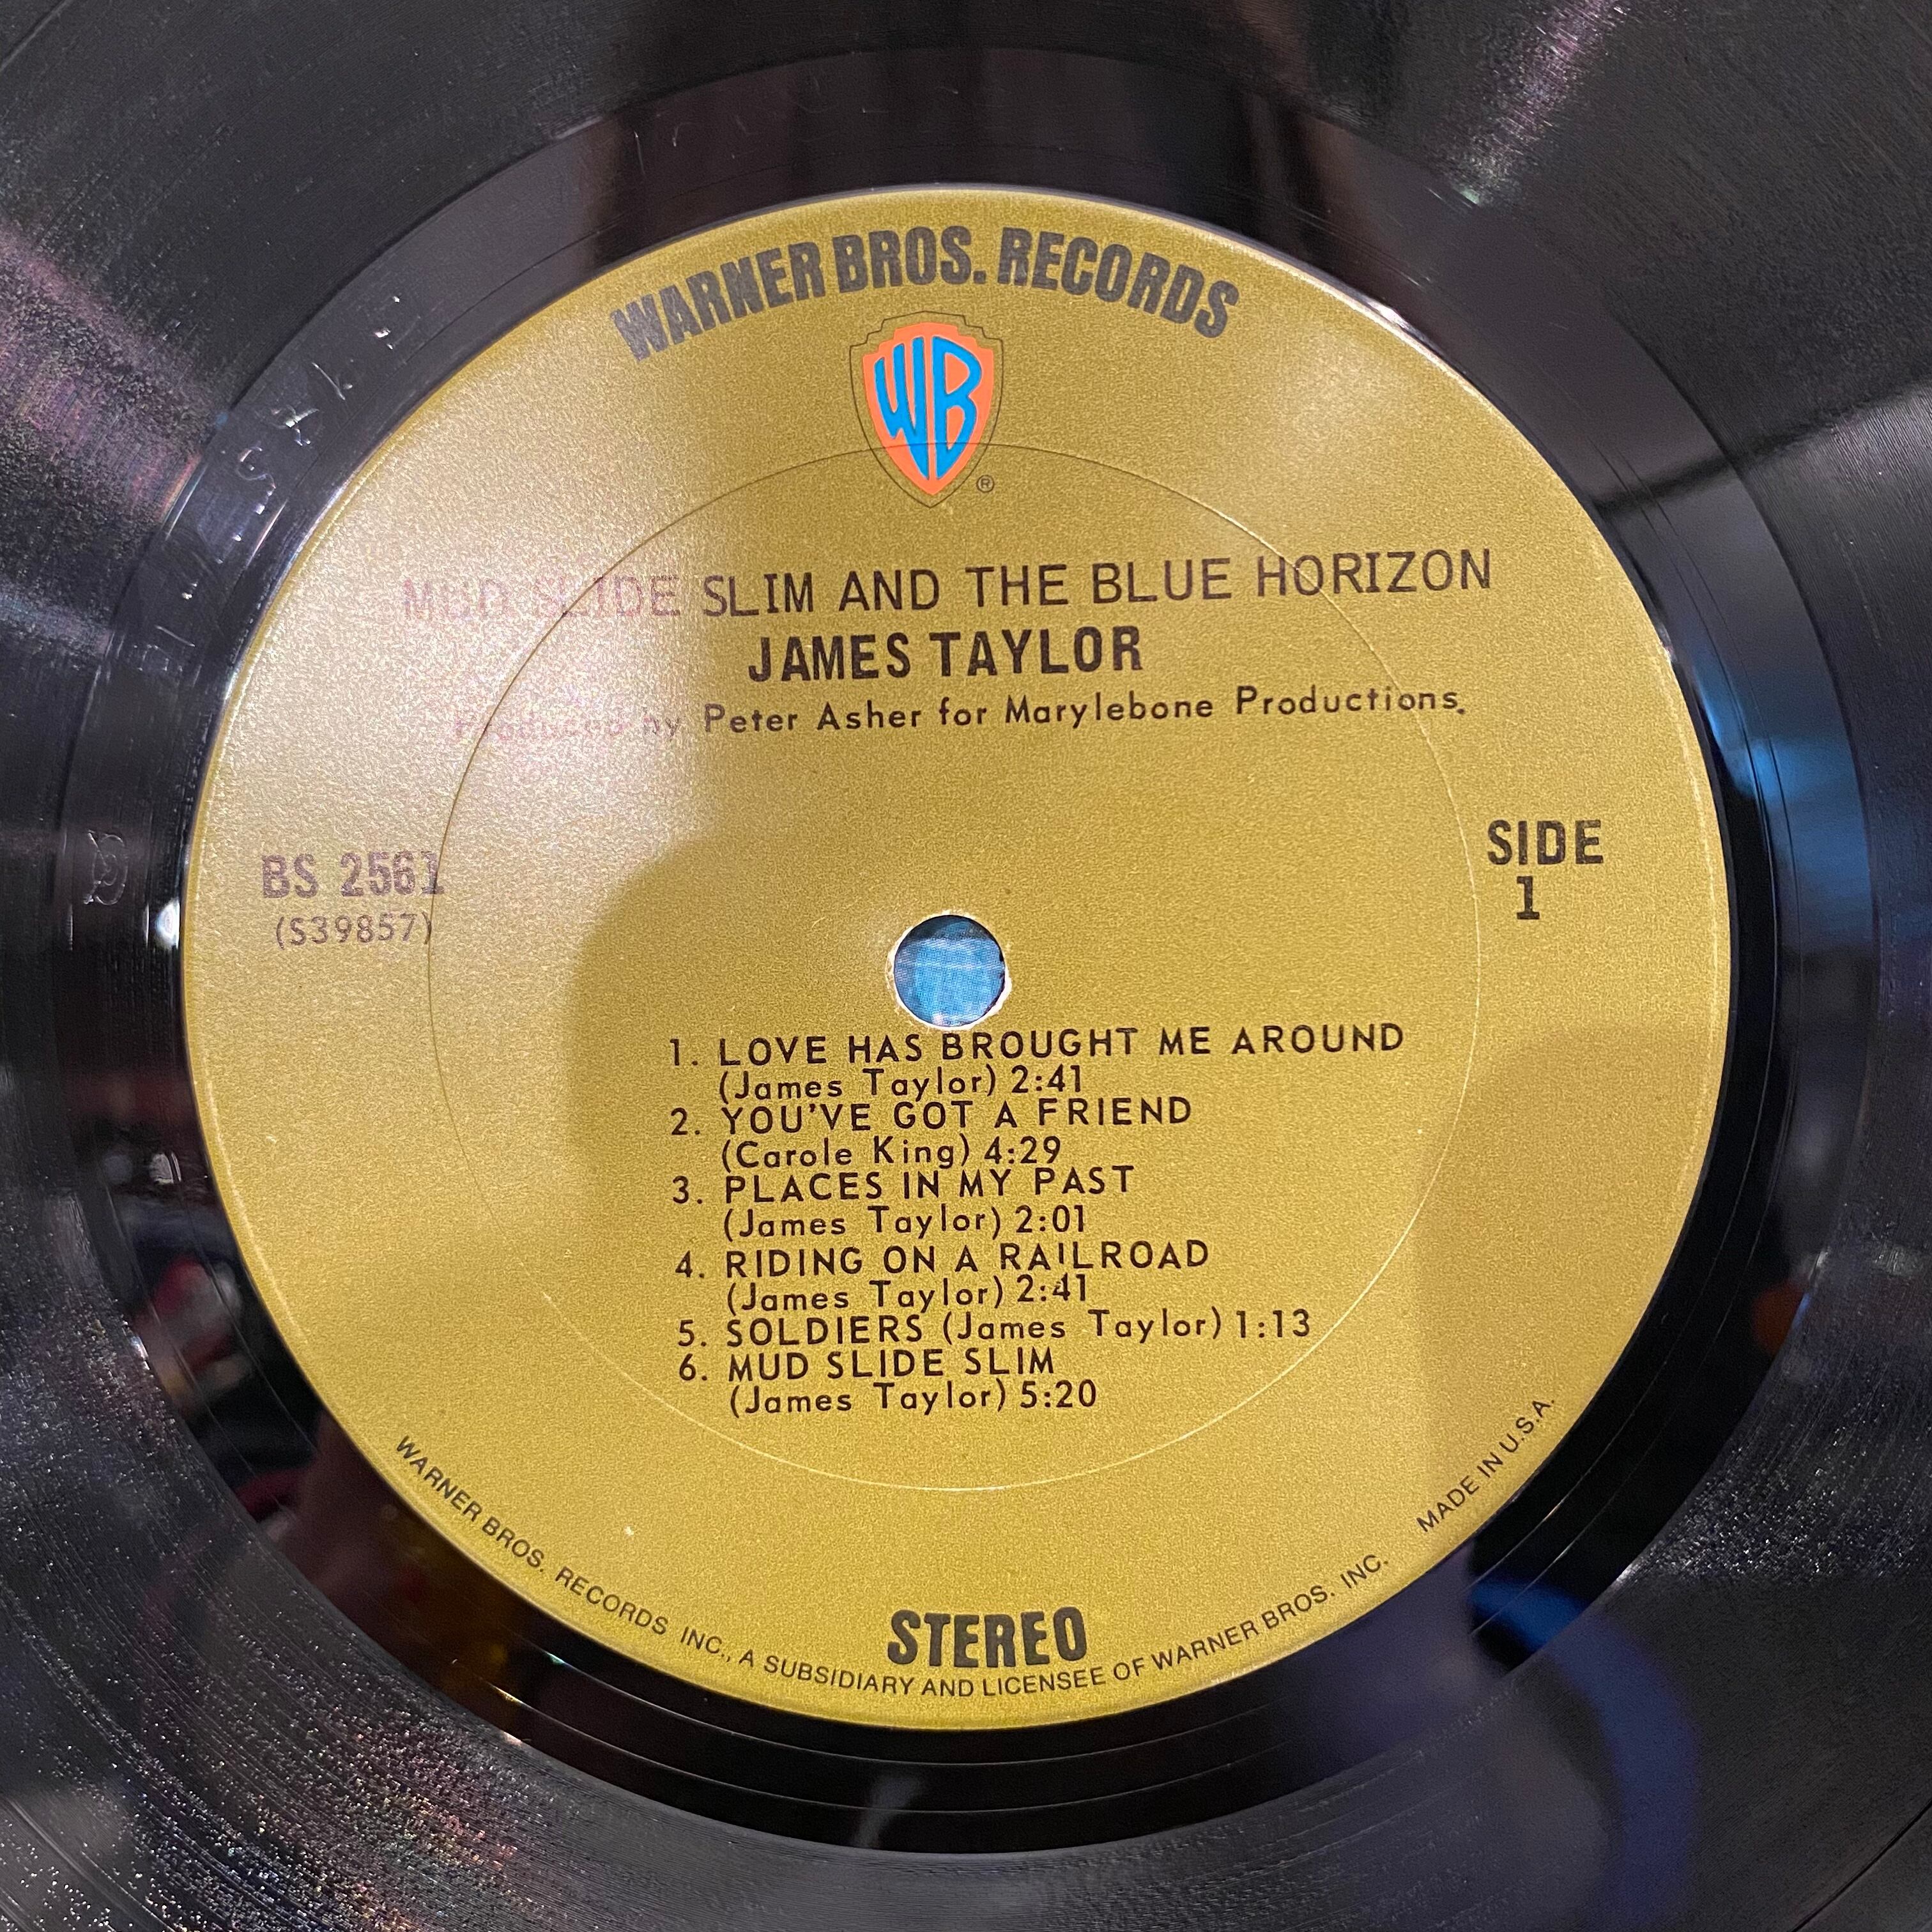 WARNER BROS. RECORDS
WB
®
MUD SLIDE SLIM AND THE BLUE HORIZON
JAMES TAYLOR
Produced by Peter Asher for Marylebone Productions.
BS 2561
(S39857)
SIDE
1
1. LOVE HAS BROUGHT ME AROUND
(James Taylor) 2:41
2. YOU'VE GOT A FRIEND
(Carole King) 4:29
3. PLACES IN MY PAST
(James Taylor) 2:01
4. RIDING ON A RAILROAD
(James Taylor) 2:41
5. SOLDIERS (James Taylor) 1:13
6. MUD SLIDE SLIM
(James Taylor) 5:20
STEREO
WARNER BROS. RECORDS INC., A SUBSIDIARY AND LICENSEE OF WARNER BROS. INC. MADE IN U.S.A.